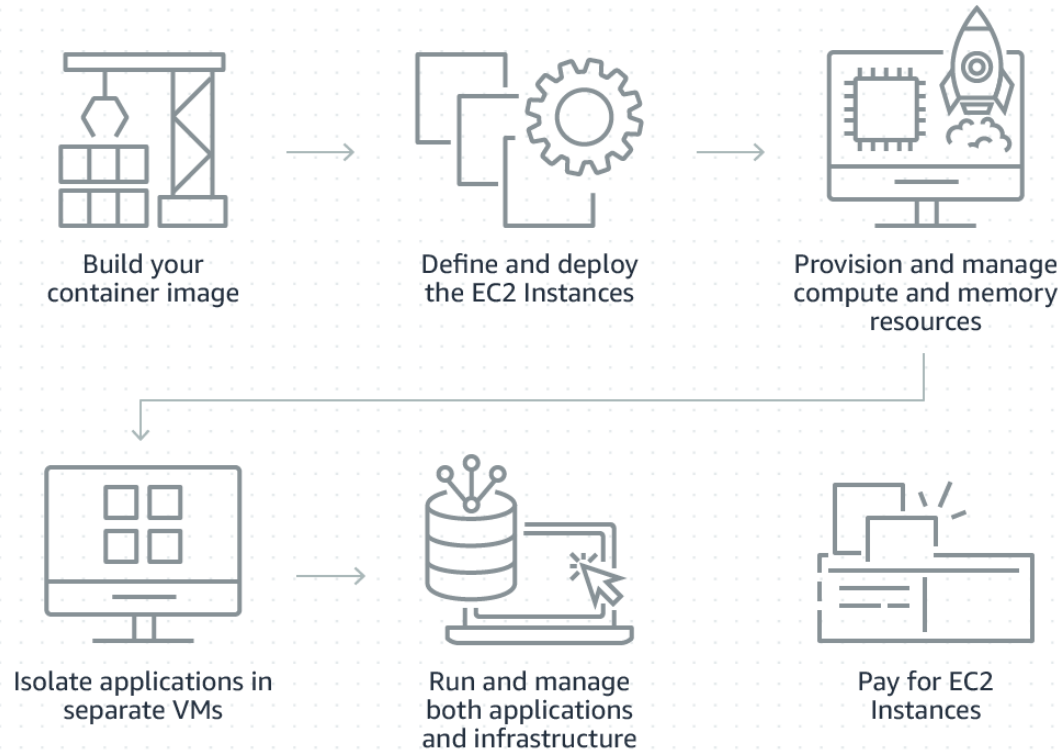 Build your
container image
Define and deploy
the EC2 Instances
Provision and manage
compute and memory
resources
Isolate applications in
separate VMs
Run and manage
both applications
and infrastructure
Pay for EC2
Instances